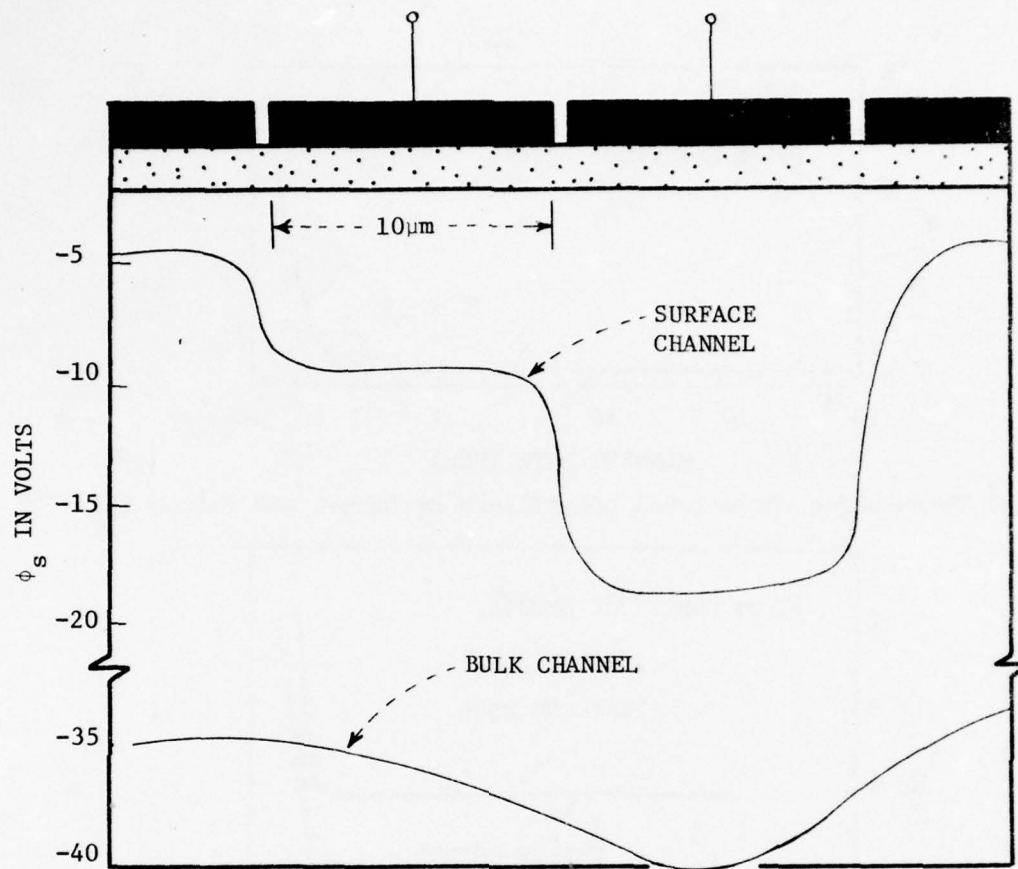 10μm
-5
SURFACE
CHANNEL
-10
-15
-20
ϕs IN VOLTS
BULK CHANNEL
-35
-40